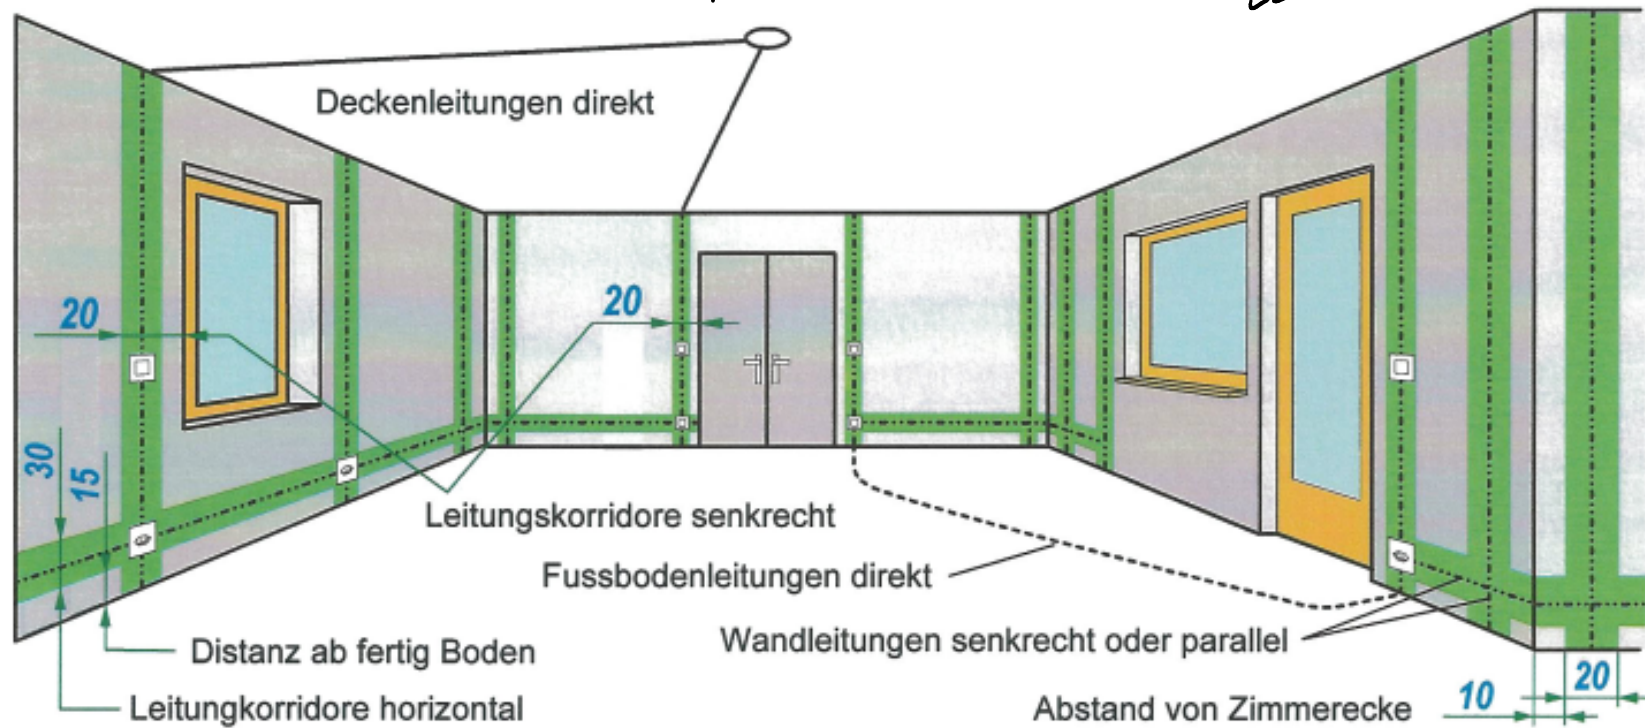 Deckenleitungen direkt
20
20
30
15
Leitungskorridore senkrecht
Fussbodenleitungen direkt
Wandleitungen senkrecht oder parallel
Distanz ab fertig Boden
Leitungkorridore horizontal
Abstand von Zimmerecke
10
20